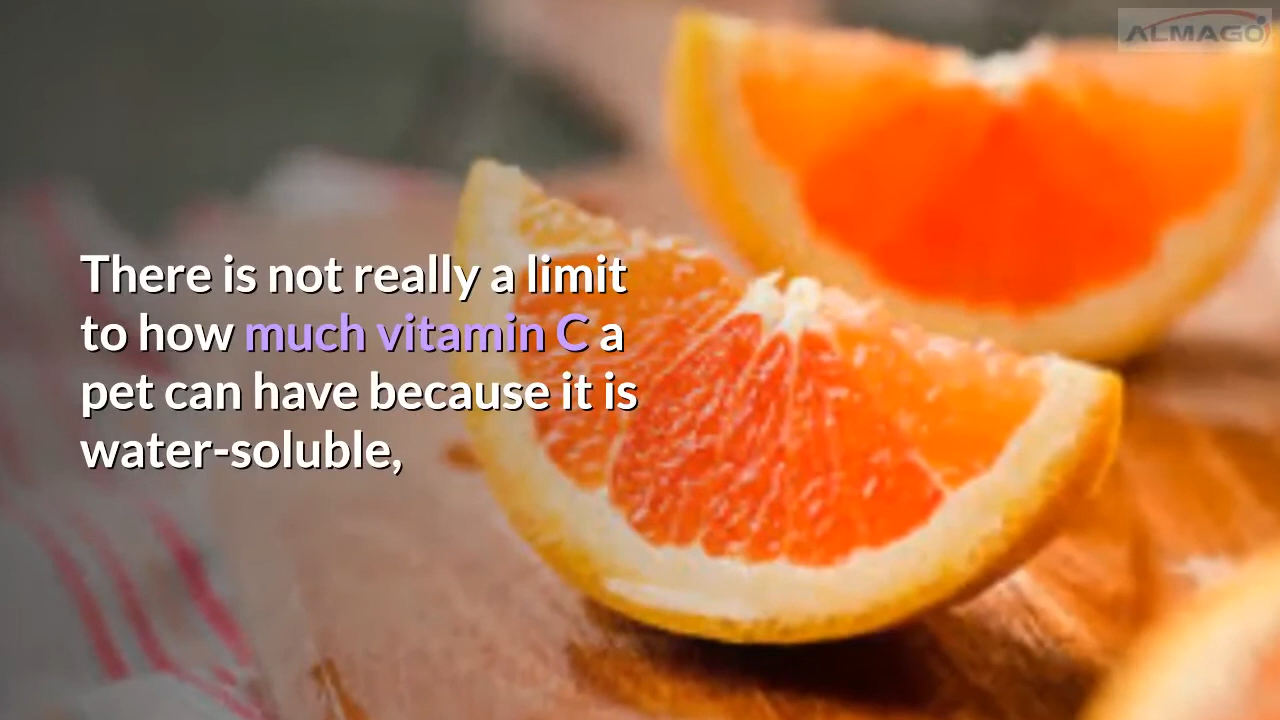 ALMAGO
There is not really a limit
to how much vitamin C a
pet can have because it is
water-soluble,